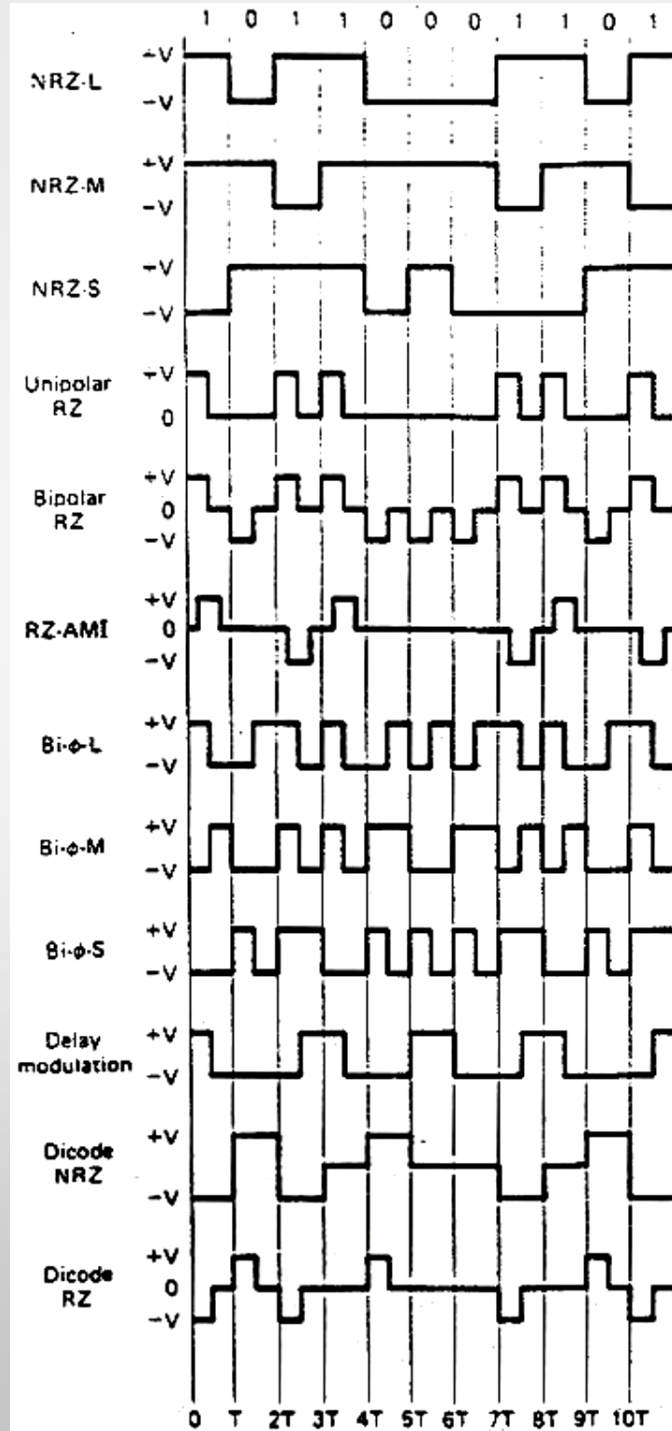 1 0 1 1 0 0 0 1 1 0 1
NRZ-L
+V
−V
NRZ-M
+V
−V
NRZ-S
+V
−V
Unipolar
RZ
+V
0
Bipolar
RZ
+V
0
−V
RZ-AMI
+V
0
−V
Bi-ϕ-L
+V
−V
Bi-ϕ-M
+V
−V
Bi-ϕ-S
+V
−V
Delay
modulation
+V
−V
Dicode
NRZ
+V
−V
Dicode
RZ
+V
0
−V
0 T 2T 3T 4T 5T 6T 7T 8T 9T 10T